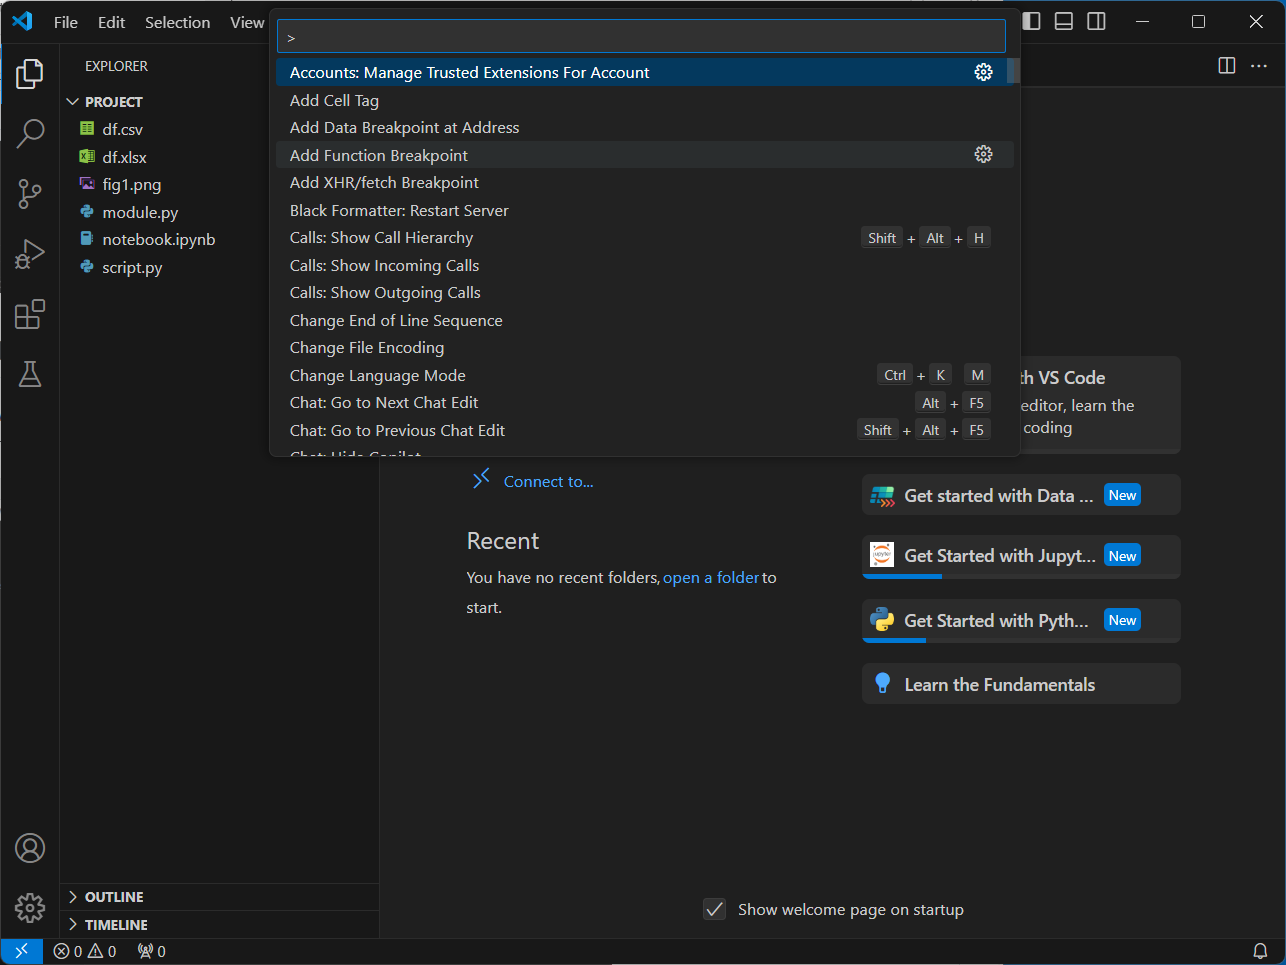 File Edit Selection View
>
EXPLORER
PROJECT
df.csv
df.xlsx
fig1.png
module.py
notebook.ipynb
script.py
Accounts: Manage Trusted Extensions For Account
Add Cell Tag
Add Data Breakpoint at Address
Add Function Breakpoint
Add XHR/fetch Breakpoint
Black Formatter: Restart Server
Calls: Show Call Hierarchy Shift + Alt + H
Calls: Show Incoming Calls
Calls: Show Outgoing Calls
Change End of Line Sequence
Change File Encoding
Change Language Mode Ctrl + K M
Chat: Go to Next Chat Edit Alt + F5
Chat: Go to Previous Chat Edit Shift + Alt + F5
Chat: Hide Copilot
VS Code
editor, learn the
coding
Connect to...
Recent
You have no recent folders, open a folder to
start.
Get started with Data ... New
Get Started with Jupyt... New
Get Started with Pyth... New
Learn the Fundamentals
Show welcome page on startup
OUTLINE
TIMELINE
0 0 0